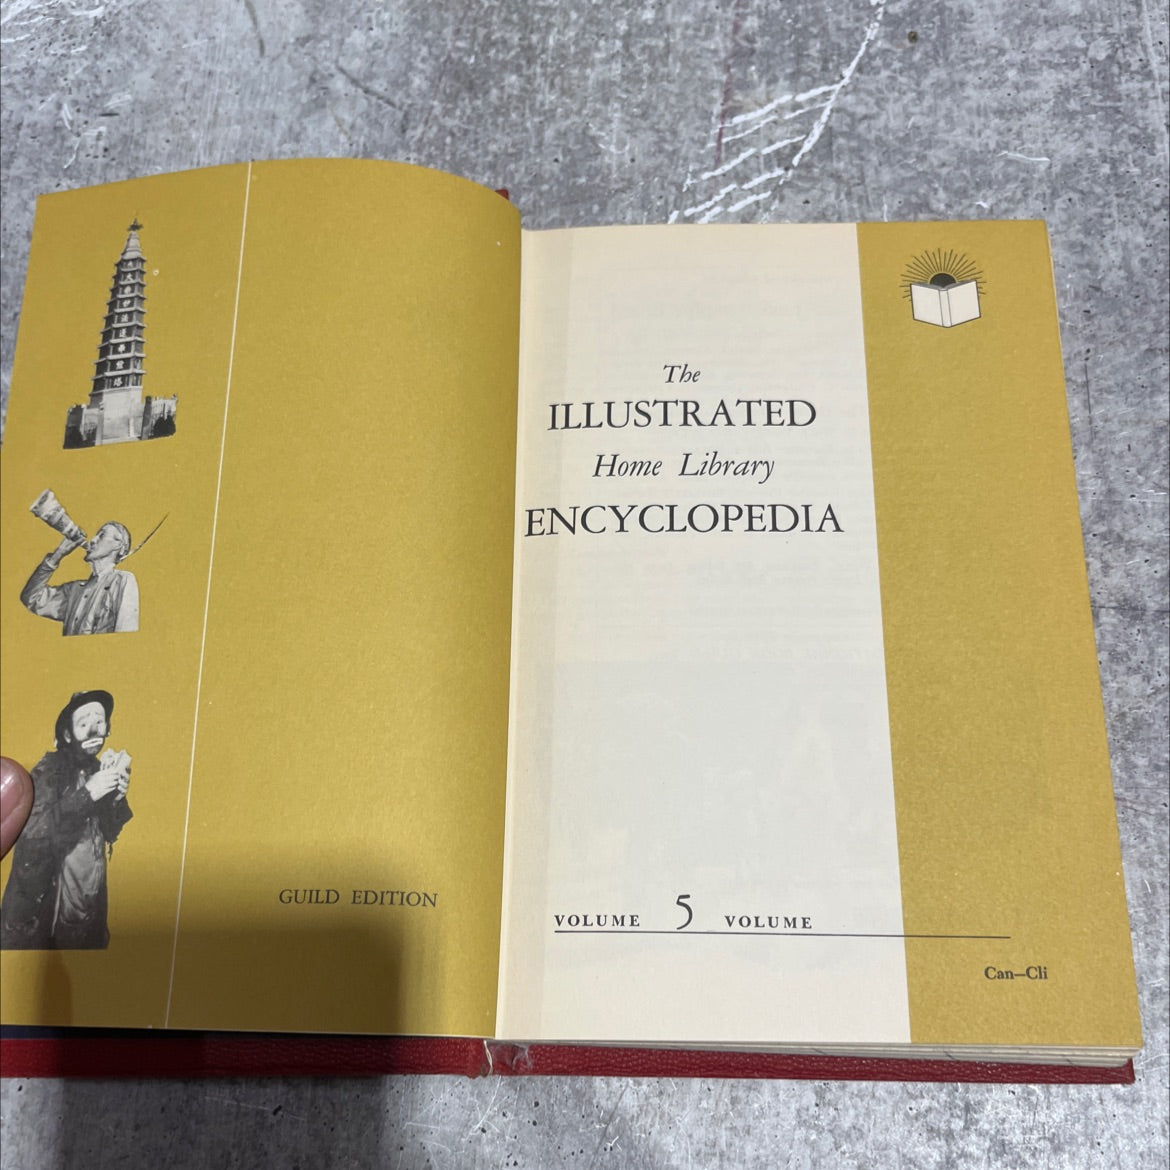 GUILD EDITION
The
ILLUSTRATED
Home Library
ENCYCLOPEDIA
VOLUME 5 VOLUME
Can—Cli